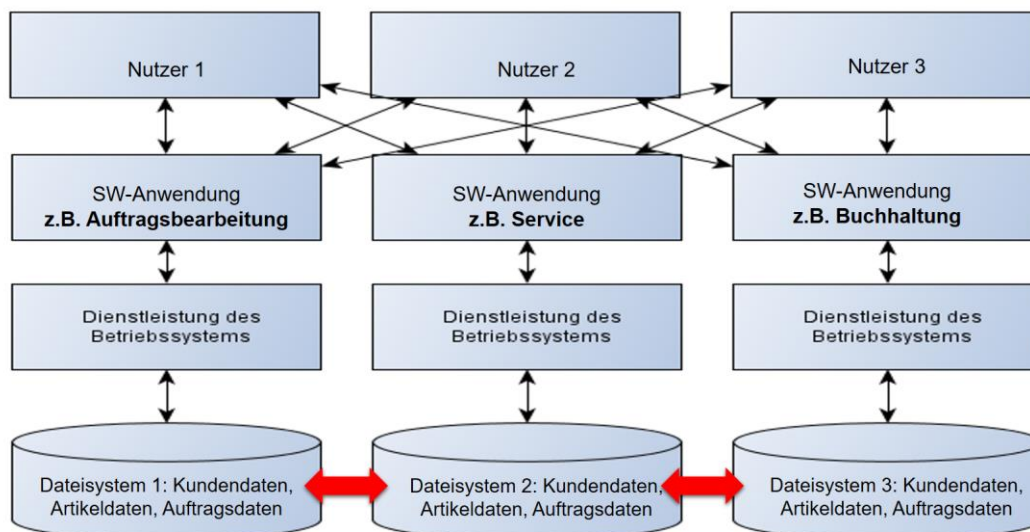 Nutzer 1
Nutzer 2
Nutzer 3
SW-Anwendung
z.B. Auftragsbearbeitung
SW-Anwendung
z.B. Service
SW-Anwendung
z.B. Buchhaltung
Dienstleistung des
Betriebssystems
Dienstleistung des
Betriebssystems
Dienstleistung des
Betriebssystems
Dateisystem 1: Kundendaten,
Artikeldaten, Auftragsdaten
Dateisystem 2: Kundendaten,
Artikeldaten, Auftragsdaten
Dateisystem 3: Kundendaten,
Artikeldaten, Auftragsdaten